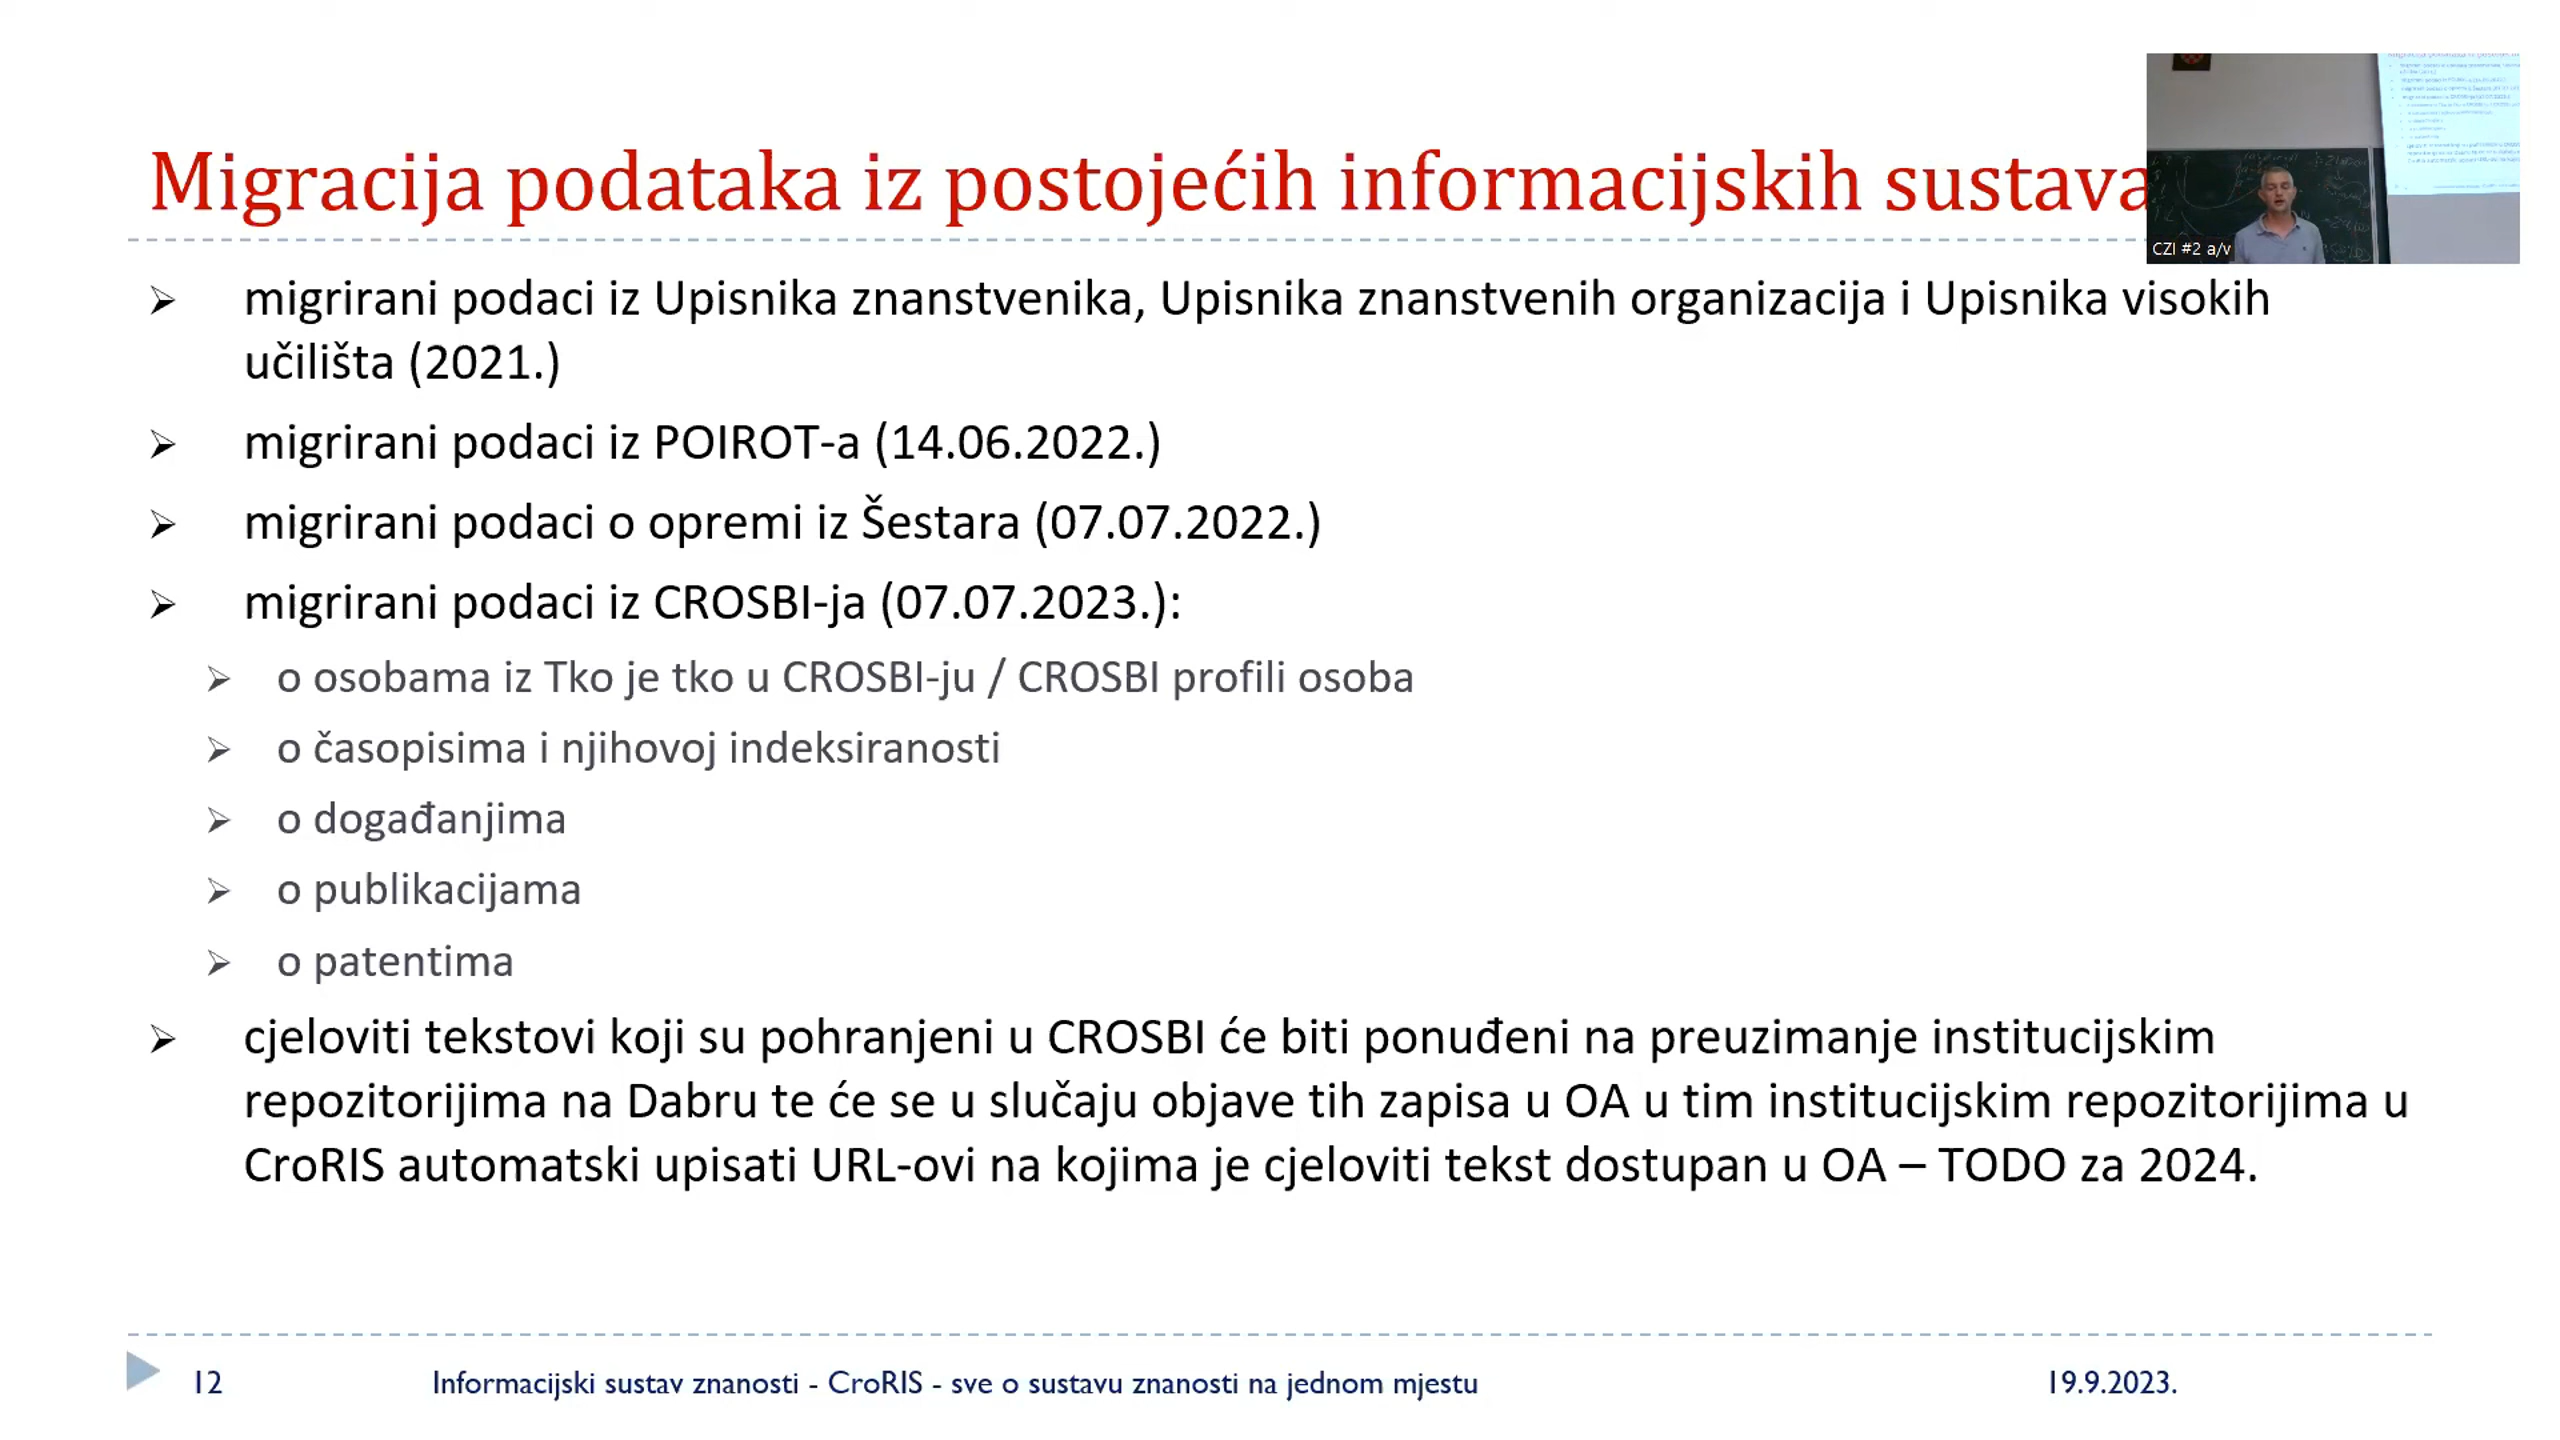 Migracija podataka iz postojećih informacijskih sustava
CZI #2 a/v
migrirani podaci iz Upisnika znanstvenika, Upisnika znanstvenih organizacija i Upisnika visokih
učilišta (2021.)
migrirani podaci iz POIROT-a (14.06.2022.)
migrirani podaci o opremi iz Šestara (07.07.2022.)
migrirani podaci iz CROSBI-ja (07.07.2023.):
o osobama iz Tko je tko u CROSBI-ju / CROSBI profili osoba
o časopisima i njihovoj indeksiranosti
o događanjima
o publikacijama
o patentima
cjeloviti tekstovi koji su pohranjeni u CROSBI će biti ponuđeni na preuzimanje institucijskim
repozitorijima na Dabru te će se u slučaju objave tih zapisa u OA u tim institucijskim repozitorijima u
CroRIS automatski upisati URL-ovi na kojima je cjeloviti tekst dostupan u OA – TODO za 2024.
12 Informacijski sustav znanosti - CroRIS - sve o sustavu znanosti na jednom mjestu 19.9.2023.